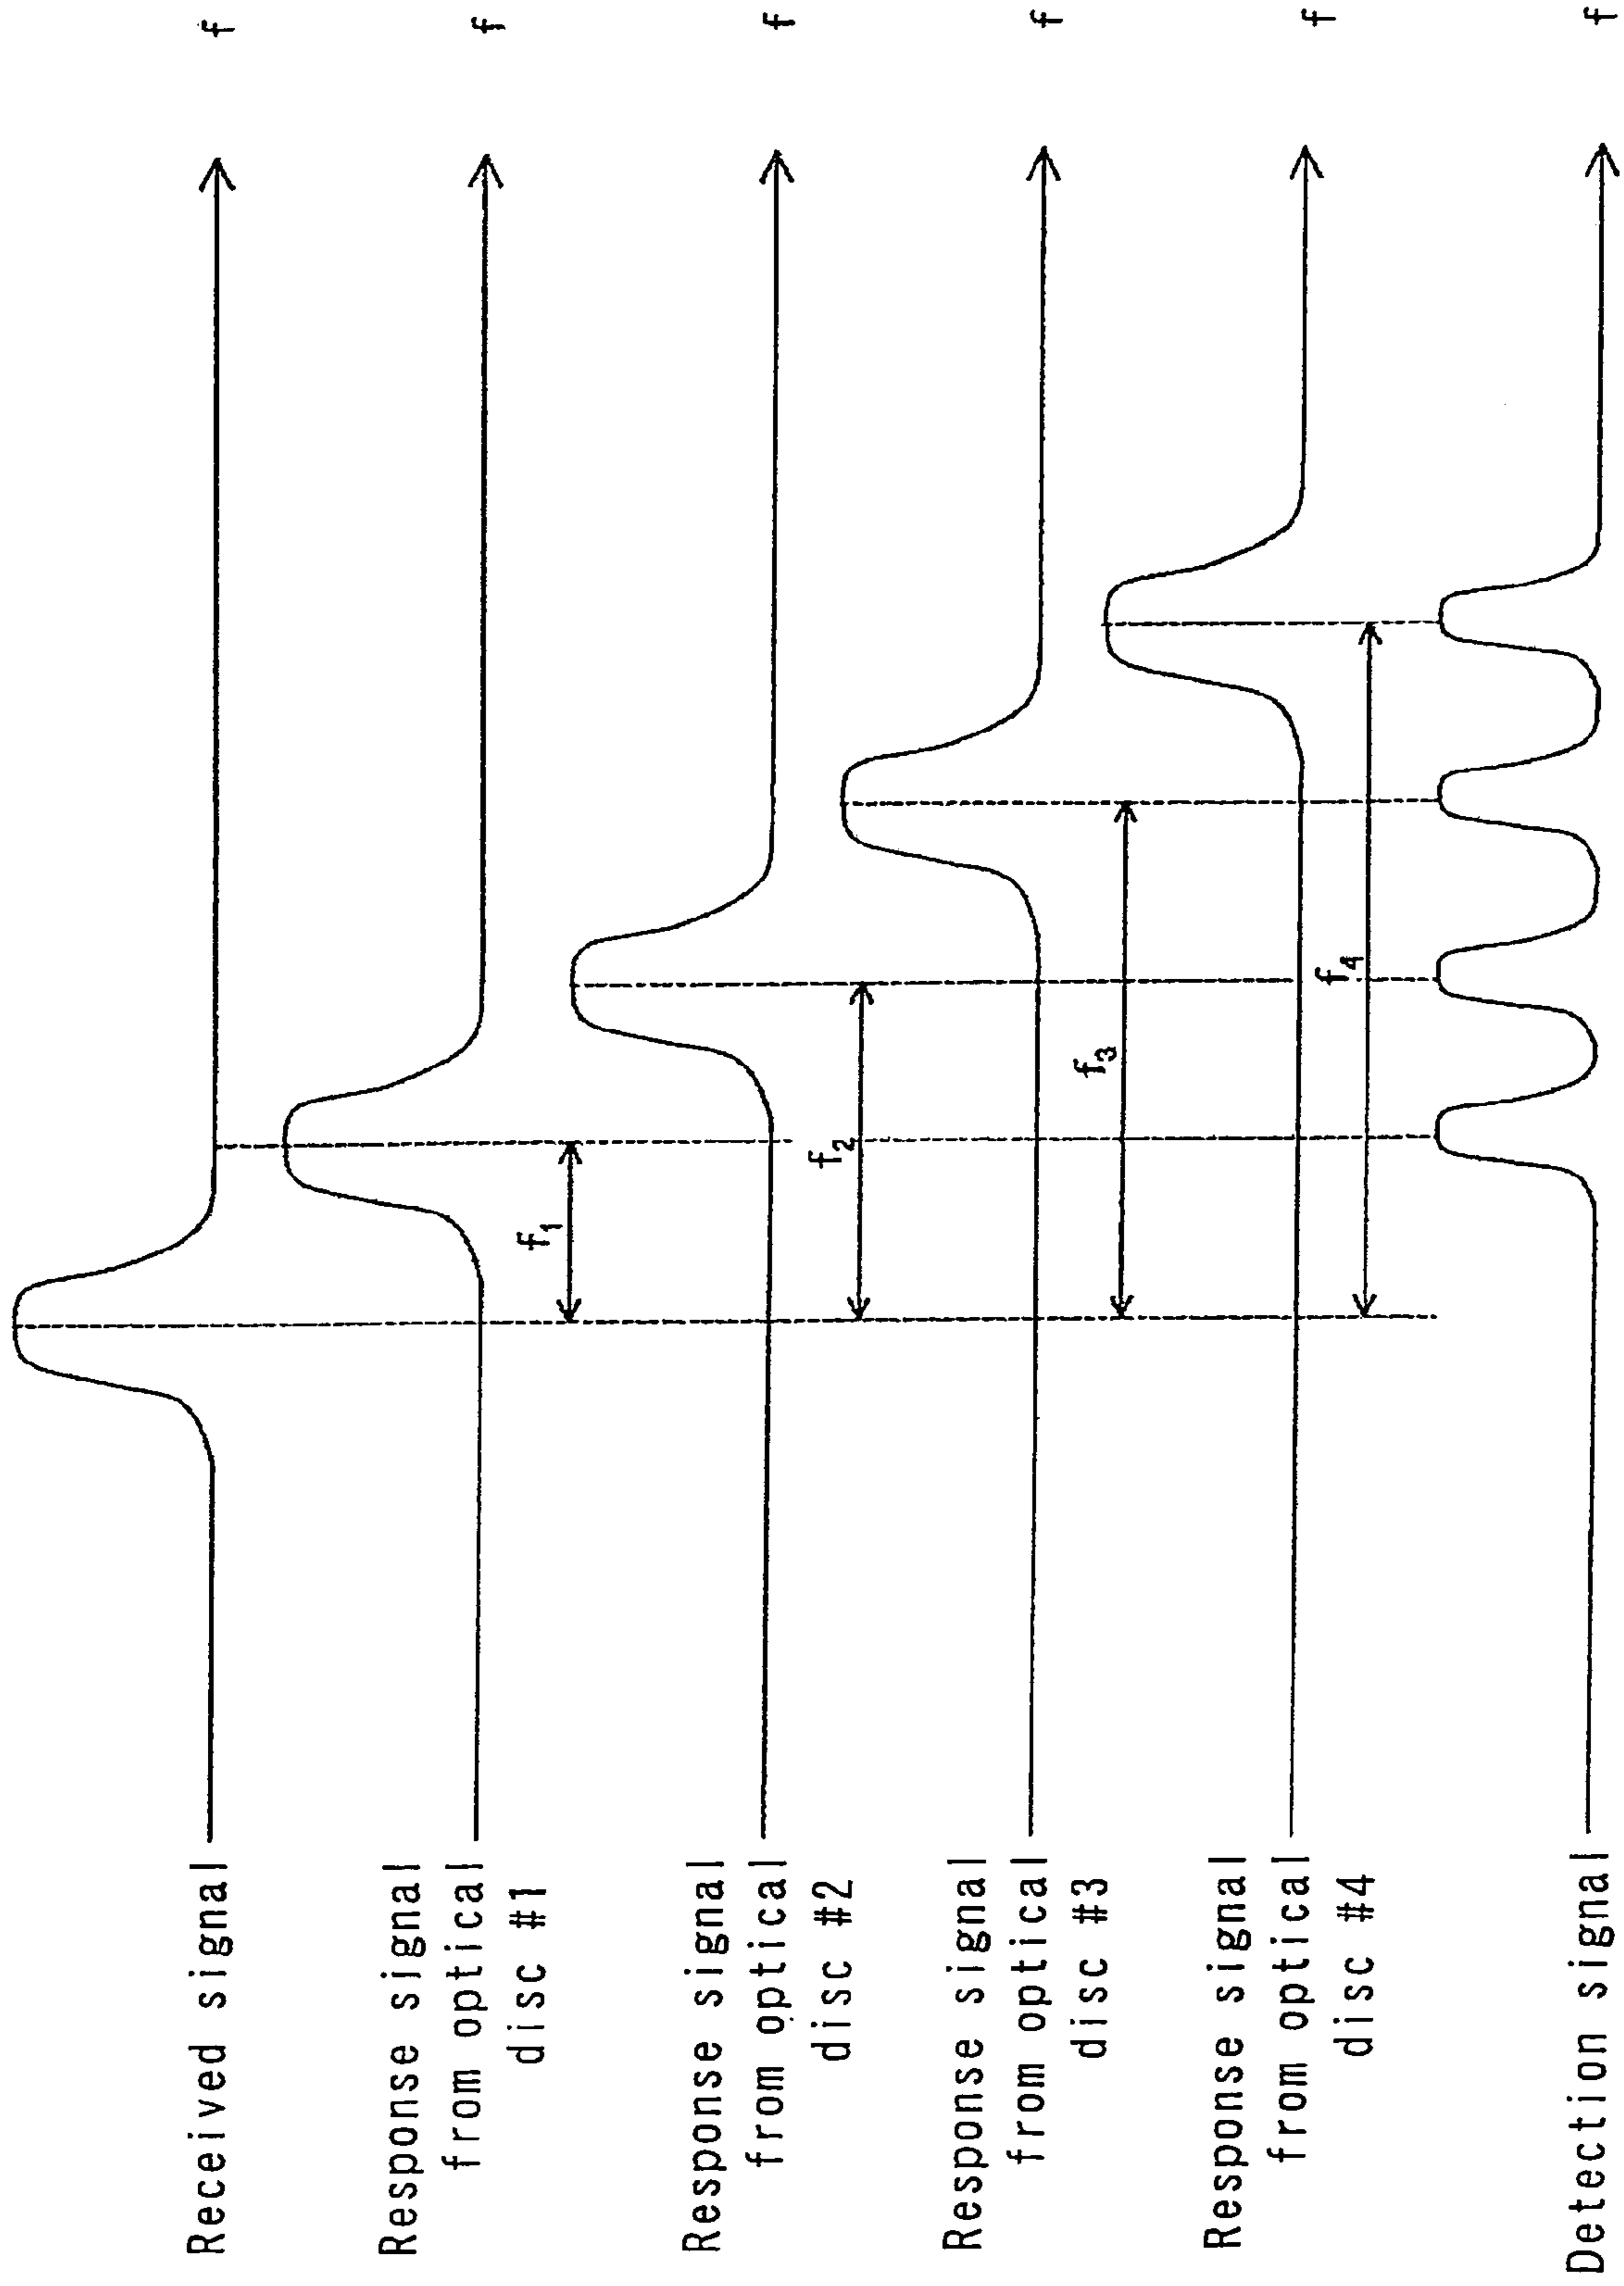 Received signal
f
Response signal
from optical
disc #1
f
f₁
Response signal
from optical
disc #2
f
f₂
Response signal
from optical
disc #3
f
f₃
Response signal
from optical
disc #4
f
f₄
Detection signal
f